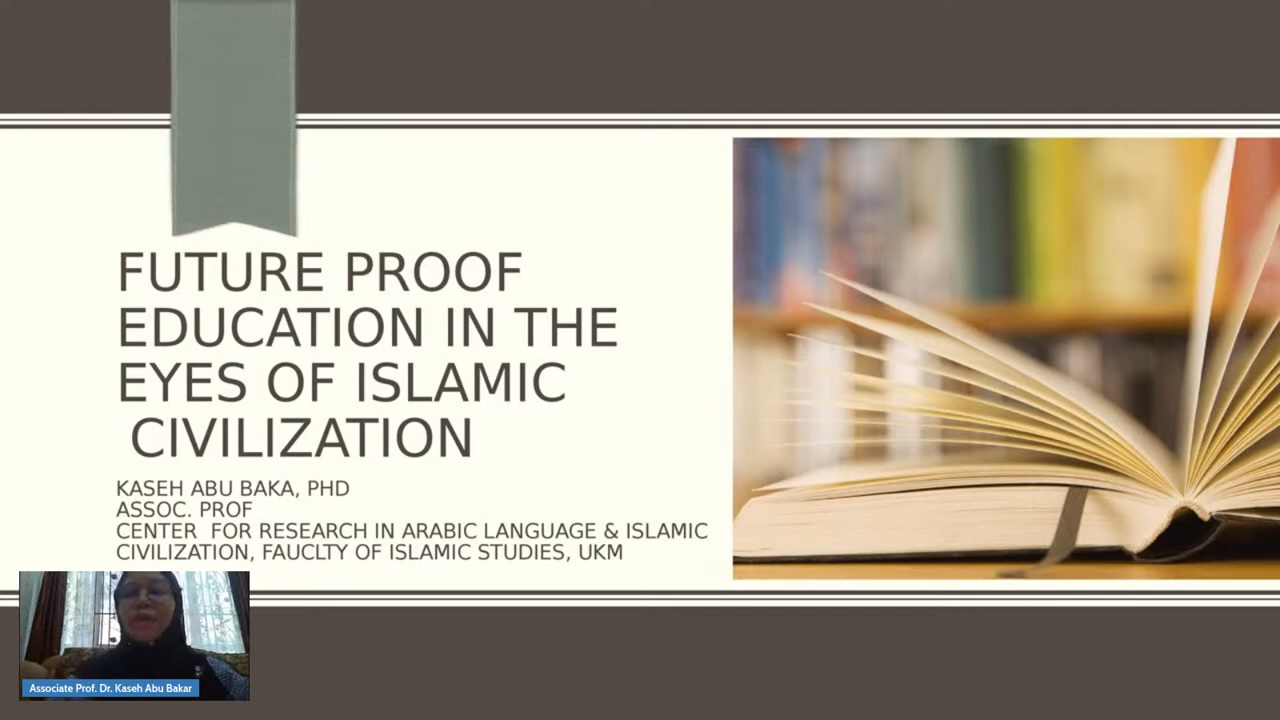 FUTURE PROOF
EDUCATION IN THE
EYES OF ISLAMIC
CIVILIZATION
KASEH ABU BAKA, PHD
ASSOC. PROF
CENTER FOR RESEARCH IN ARABIC LANGUAGE & ISLAMIC
CIVILIZATION, FAUCLTY OF ISLAMIC STUDIES, UKM
Associate Prof. Dr. Kaseh Abu Bakar